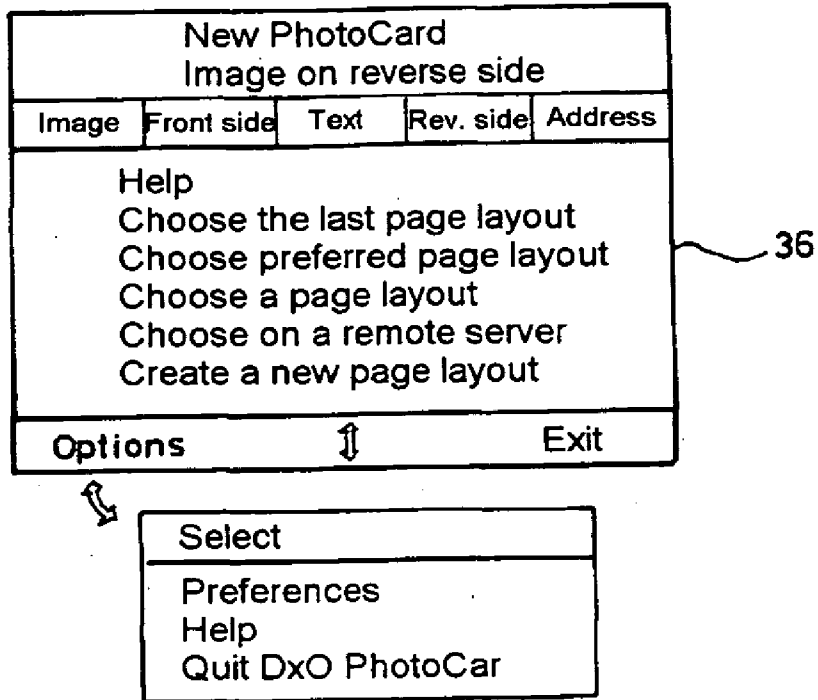 New PhotoCard
Image on reverse side
Image Front side Text Rev. side Address
Help
Choose the last page layout
Choose preferred page layout
Choose a page layout
Choose on a remote server
Create a new page layout
36
Options Exit
Select
Preferences
Help
Quit DxO PhotoCar